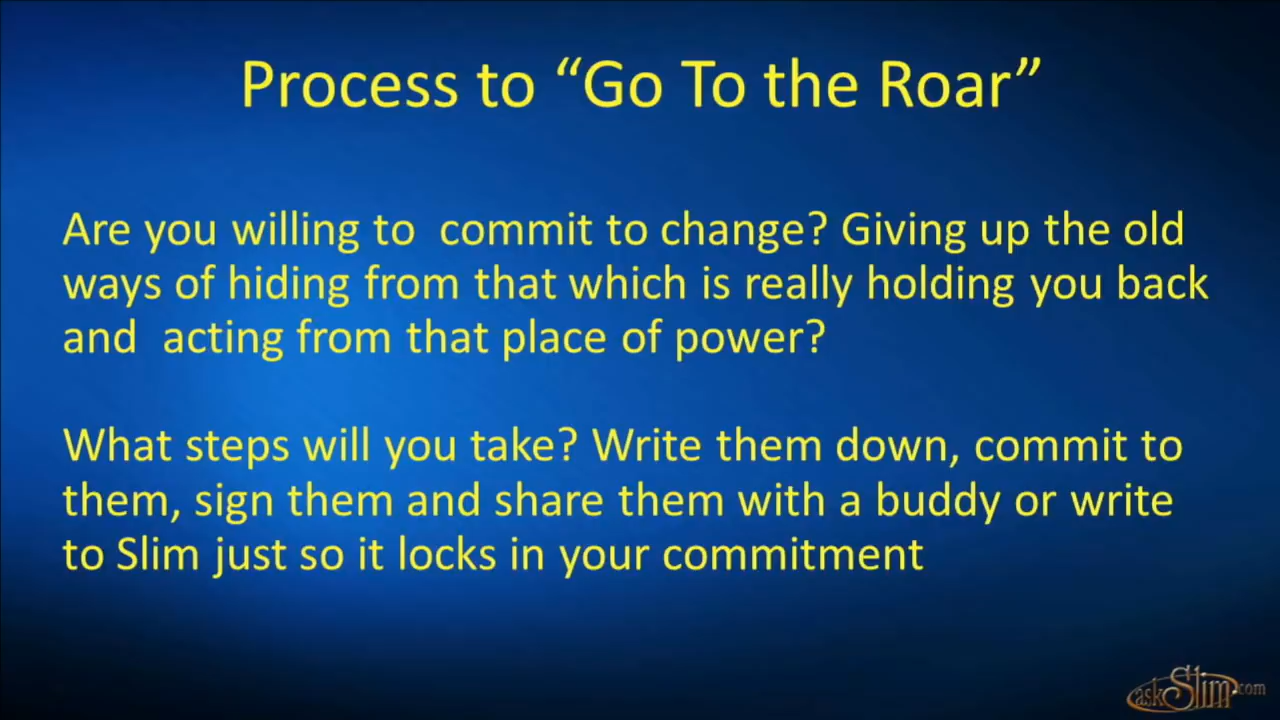 Process to “Go To the Roar”
Are you willing to  commit to change? Giving up the old
ways of hiding from that which is really holding you back
and  acting from that place of power?
What steps will you take? Write them down, commit to
them, sign them and share them with a buddy or write
to Slim just so it locks in your commitment
askSlim.com